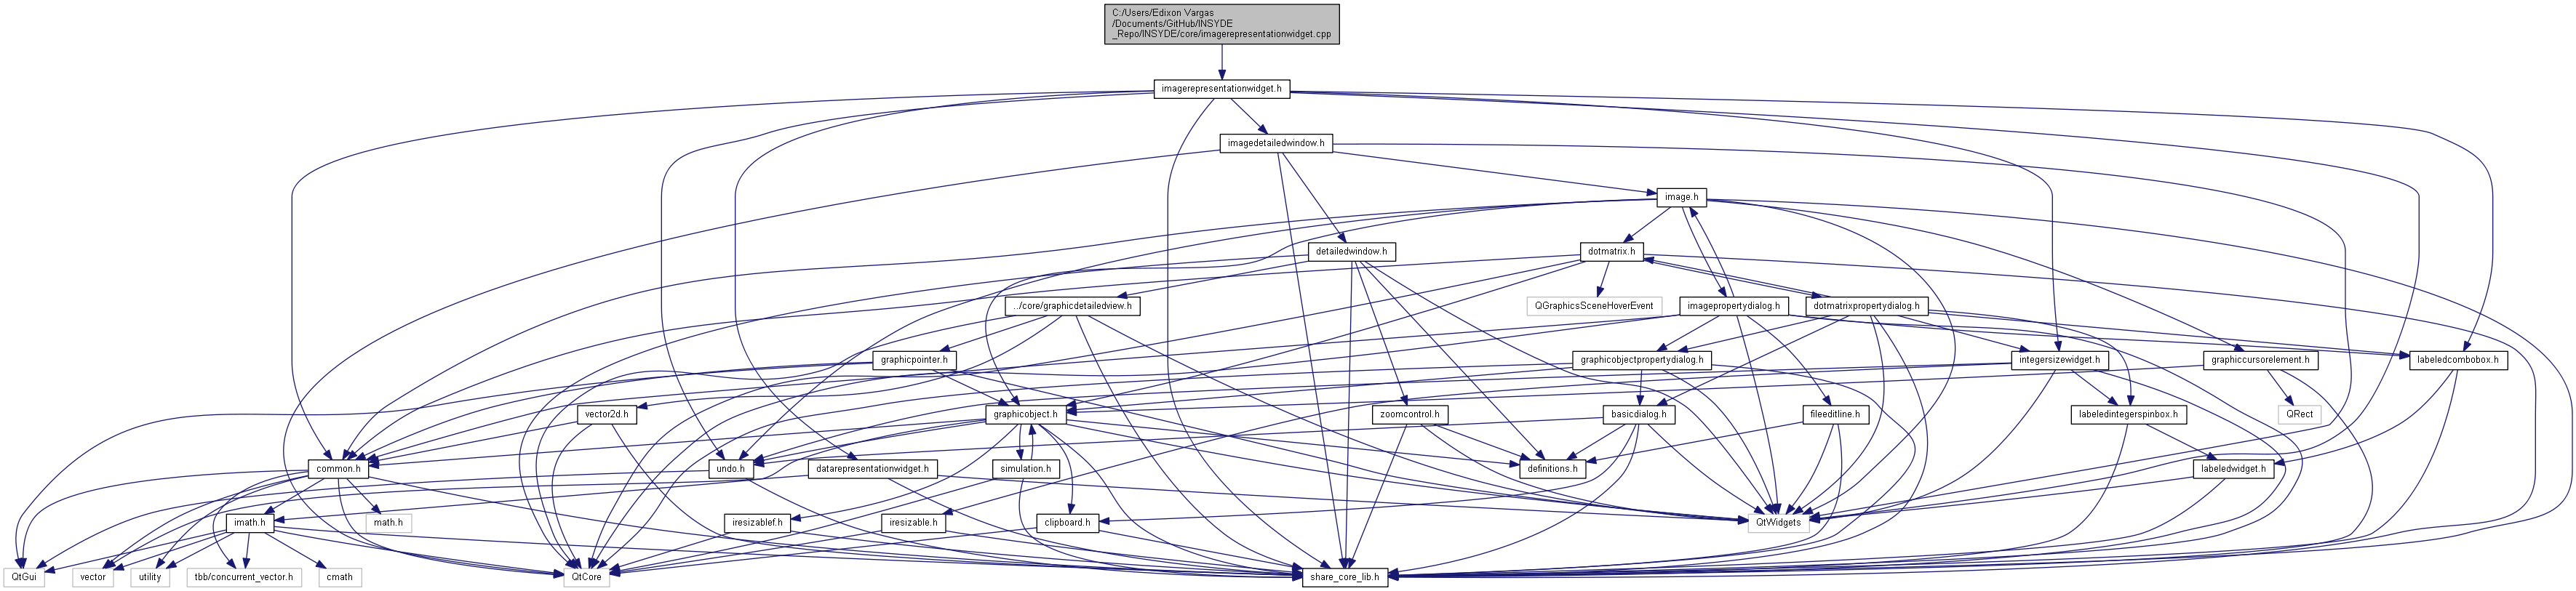 C:/Users/Edixon Vargas
/Documents/GitHub/INSYDE
_Repo/INSYDE/core/imagerepresentationwidget.cpp
imagerepresentationwidget.h
imagedetailedwindow.h
image.h
detailedwindow.h
dotmatrix.h
../core/graphicdetailedview.h
QGraphicsSceneHoverEvent
imagepropertydialog.h
dotmatrixpropertydialog.h
graphicpointer.h
graphicobjectpropertydialog.h
integersizewidget.h
graphiccursorelement.h
labeledcombobox.h
vector2d.h
graphicobject.h
zoomcontrol.h
basicdialog.h
fileeditline.h
labeledintegerspinbox.h
QRect
common.h
undo.h
datarepresentationwidget.h
simulation.h
definitions.h
labeledwidget.h
imath.h
math.h
iresizablef.h
iresizable.h
clipboard.h
QtWidgets
QtGui
vector
utility
tbb/concurrent_vector.h
cmath
QtCore
share_core_lib.h